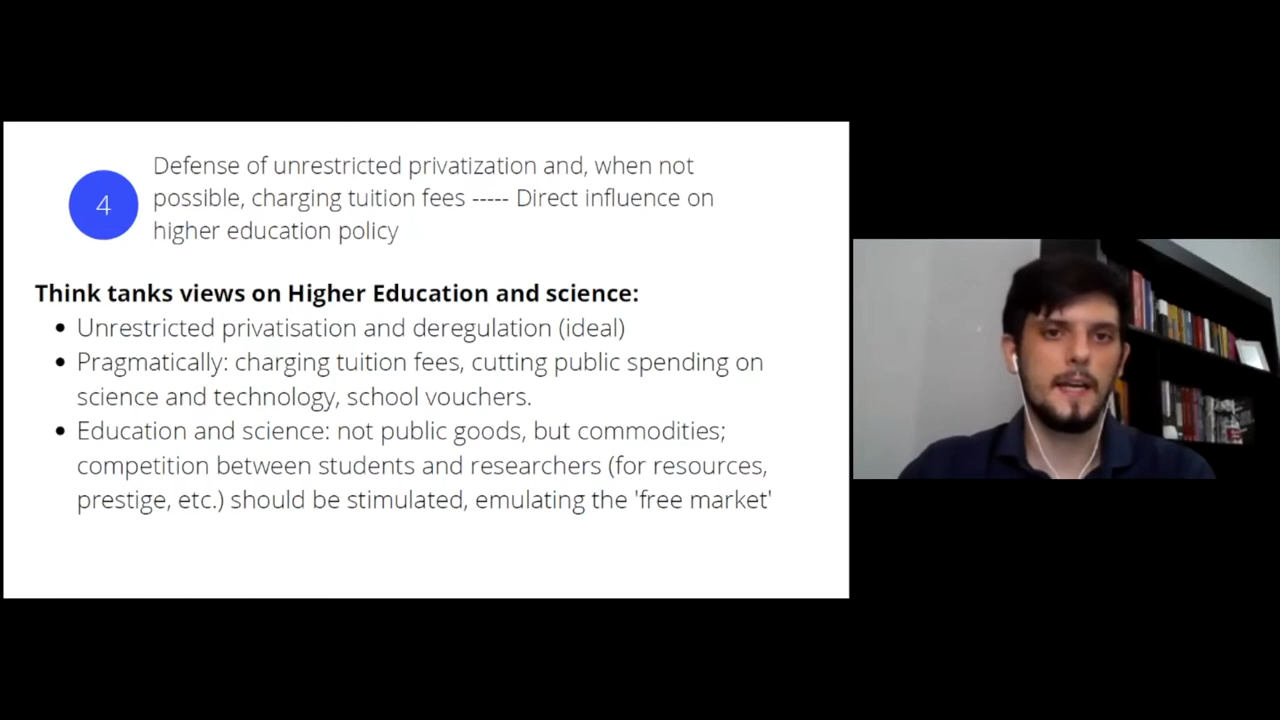 4
Defense of unrestricted privatization and, when not
possible, charging tuition fees ----- Direct influence on
higher education policy
Think tanks views on Higher Education and science:
• Unrestricted privatisation and deregulation (ideal)
• Pragmatically: charging tuition fees, cutting public spending on
science and technology, school vouchers.
• Education and science: not public goods, but commodities;
competition between students and researchers (for resources,
prestige, etc.) should be stimulated, emulating the 'free market'